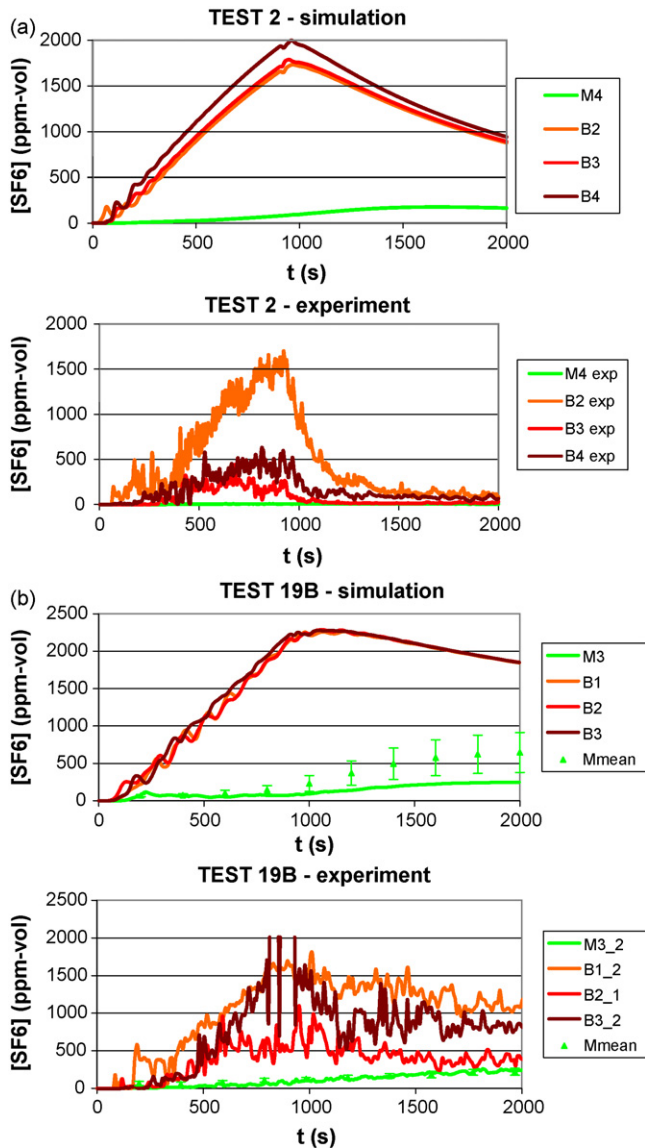 (a)
TEST 2 - simulation
[SF6] (ppm-vol)
2000
1500
1000
500
0
0 500 1000 1500 2000
t (s)
M4
B2
B3
B4
TEST 2 - experiment
[SF6] (ppm-vol)
2000
1500
1000
500
0
0 500 1000 1500 2000
t (s)
M4 exp
B2 exp
B3 exp
B4 exp
(b)
TEST 19B - simulation
[SF6] (ppm-vol)
2500
2000
1500
1000
500
0
0 500 1000 1500 2000
t (s)
M3
B1
B2
B3
Mmean
TEST 19B - experiment
[SF6] (ppm-vol)
2500
2000
1500
1000
500
0
0 500 1000 1500 2000
t (s)
M3_2
B1_2
B2_1
B3_2
Mmean